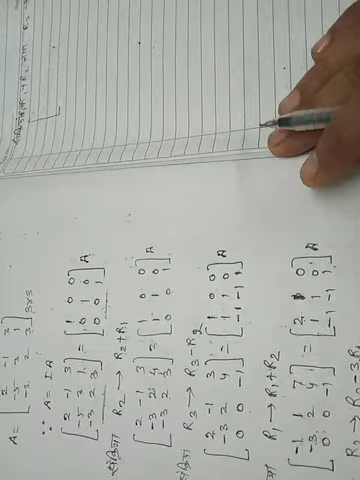 A = [2 -1 3; -5 3 1; -3 2 3]3×3
∵ A = IA
[2 -1 3; -5 3 1; -3 2 3] = [1 0 0; 0 1 0; 0 0 1] A
संक्रिया R2 → R2+R1
[2 -1 3; -3 2 4; -3 2 3] = [1 0 0; 1 1 0; 0 0 1] A
संक्रिया R3 → R3-R2
[2 -1 3; -3 2 4; 0 0 -1] = [1 0 0; 1 1 0; -1 -1 1] A
R1 → R1+R2
[-1 1 7; -3 2 4; 0 0 -1] = [2 1 0; 1 1 0; -1 -1 1] A
R2 → R2-3R1